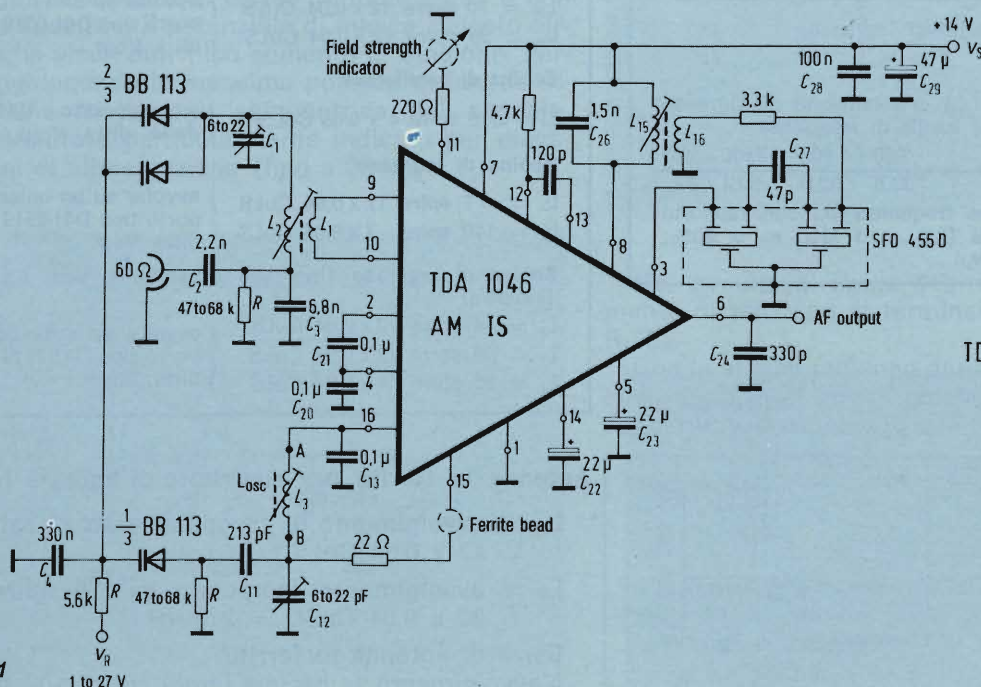 Field strength
indicator
220 Ω
11
7
4,7k
12
120p
13
1,5 n
C26
L15
L16
3,3 k
C27
47 p
SFD 455 D
100 n
C28
+
47 µ
C29
+14 V
VS
8
3
2/3 BB 113
6 to 22
C1
L2
L1
9
10
60 Ω
2,2 n
C2
47 to 68 k
R
6,8 n
C3
TDA 1046
AM IS
2
0,1 µ
C21
4
0,1 µ
C20
16
0,1 µ
C13
6
AF output
C24
330 p
TD
5
+
22 µ
C23
14
+
22 µ
C22
1
15
Ferrite bead
A
Losc
L3
B
22 Ω
6 to 22 pF
C12
1/3 BB 113
213 pF
C11
330 n
C4
47 to 68 k
R
5,6k
R
VR
1 to 27 V
1